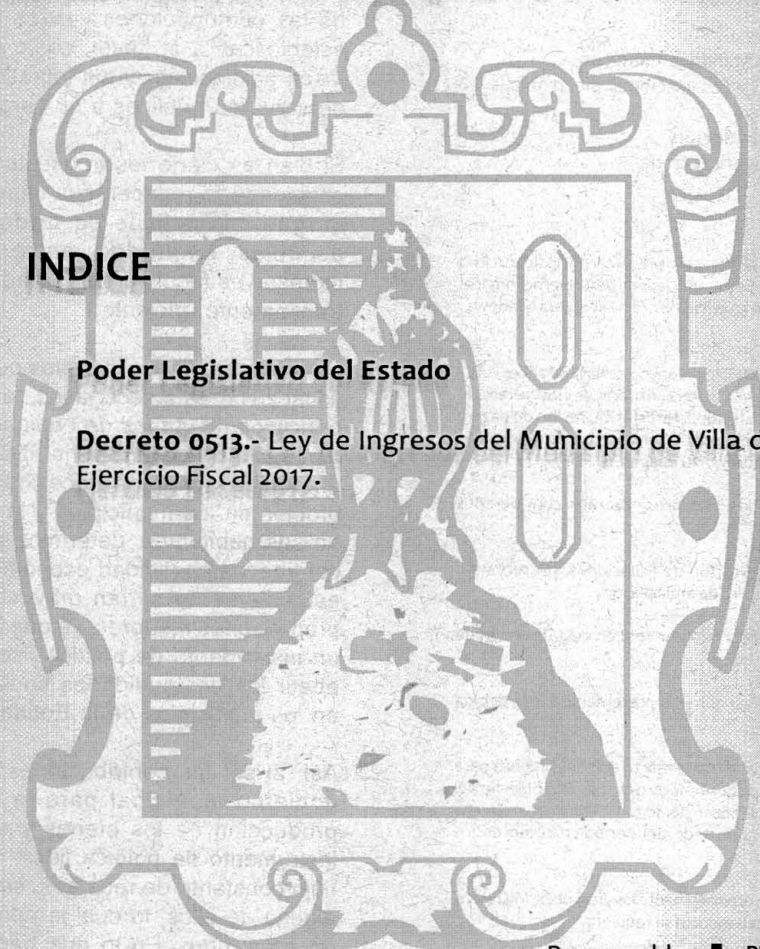 INDICE
Poder Legislativo del Estado
Decreto 0513.- Ley de Ingresos del Municipio de Villa
Ejercicio Fiscal 2017.